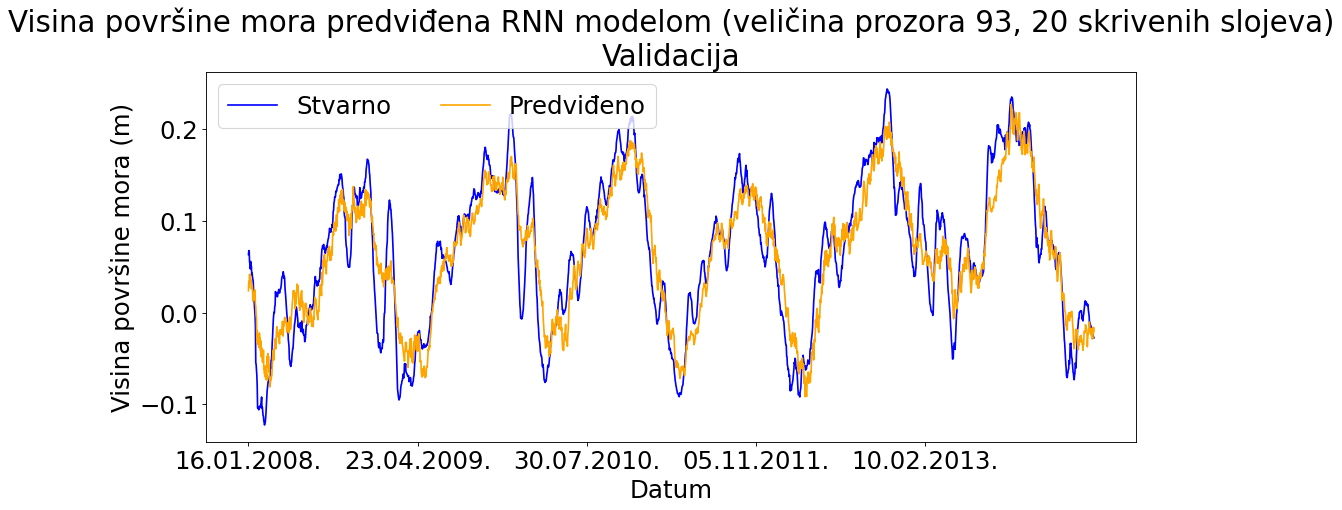 Visina površine mora predviđena RNN modelom (veličina prozora 93, 20 skrivenih slojeva)
Validacija
Stvarno
Predviđeno
Visina površine mora (m)
0.2
0.1
0.0
−0.1
16.01.2008.
23.04.2009.
30.07.2010.
05.11.2011.
10.02.2013.
Datum